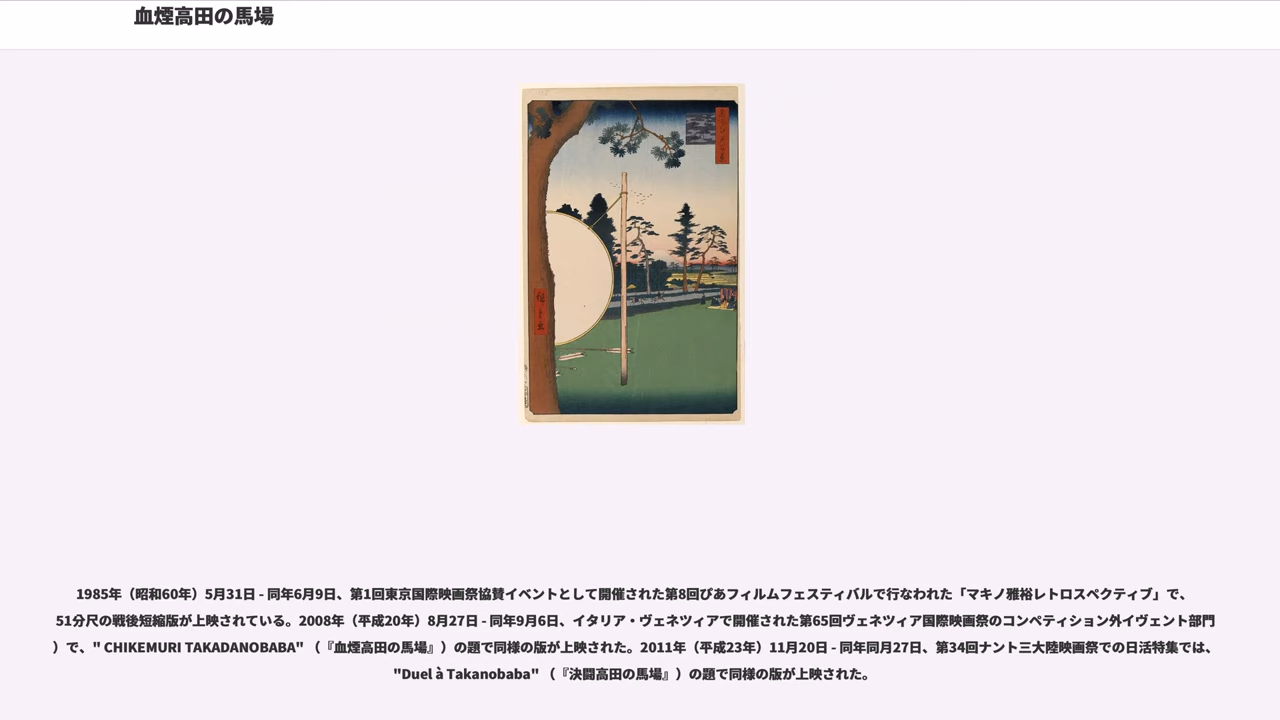 血煙高田の馬場
1985年（昭和60年）5月31日 - 同年6月9日、第1回東京国際映画祭協賛イベントとして開催された第8回ぴあフィルムフェスティバルで行なわれた「マキノ雅裕レトロスペクティブ」で、
51分尺の戦後短縮版が上映されている。2008年（平成20年）8月27日 - 同年9月6日、イタリア・ヴェネツィアで開催された第65回ヴェネツィア国際映画祭のコンペティション外イヴェント部門
）で、" CHIKEMURI TAKADANOBABA" （『血煙高田の馬場』）の題で同様の版が上映された。2011年（平成23年）11月20日 - 同年同月27日、第34回ナント三大陸映画祭での日活特集では、
"Duel à Takanobaba" （『決闘高田の馬場』）の題で同様の版が上映された。